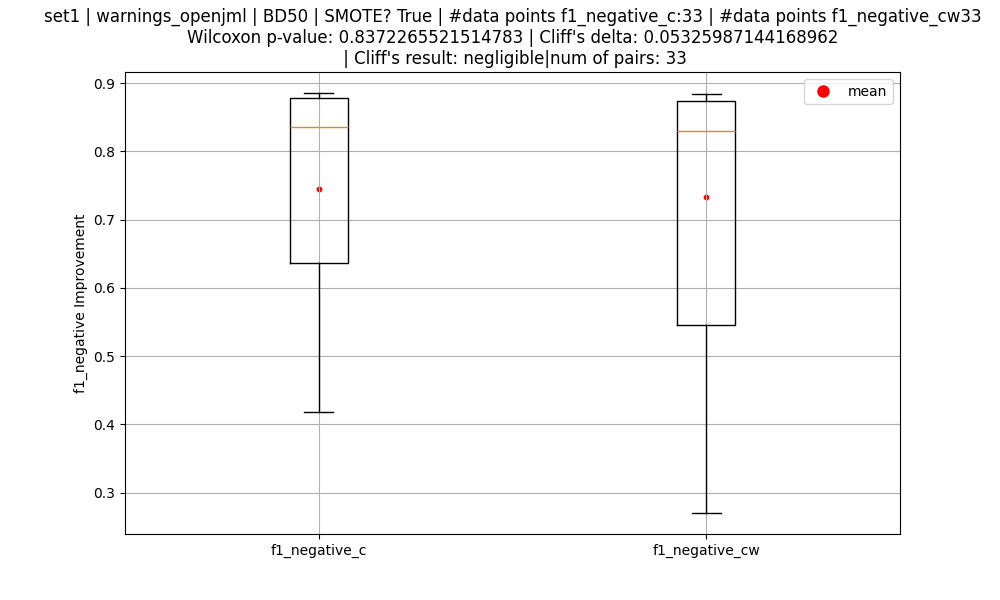 set1 | warnings_openjml | BD50 | SMOTE? True | #data points f1_negative_c:33 | #data points f1_negative_cw33
Wilcoxon p-value: 0.8372265521514783 | Cliff's delta: 0.05325987144168962
| Cliff's result: negligible|num of pairs: 33
mean
0.9
0.8
0.7
0.6
0.5
0.4
0.3
f1_negative Improvement
f1_negative_c
f1_negative_cw